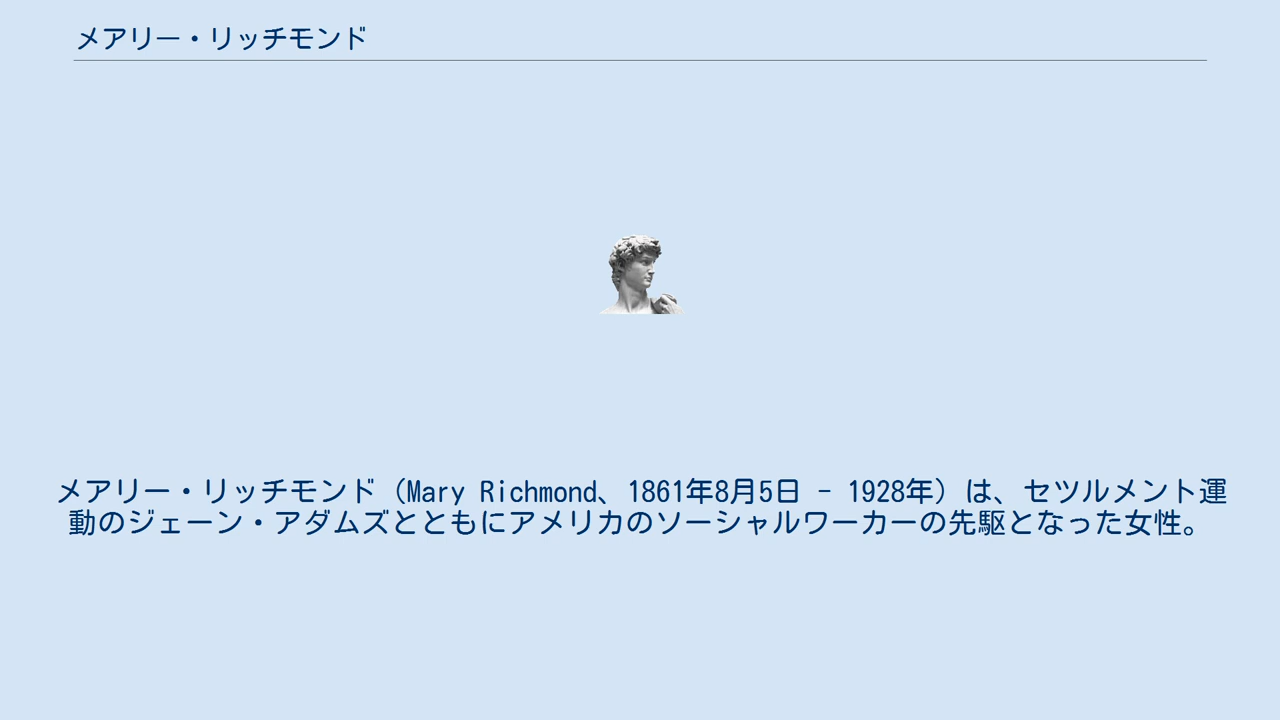 メアリー・リッチモンド
メアリー・リッチモンド（Mary Richmond、1861年8月5日 - 1928年）は、セツルメント運
動のジェーン・アダムズとともにアメリカのソーシャルワーカーの先駆となった女性。